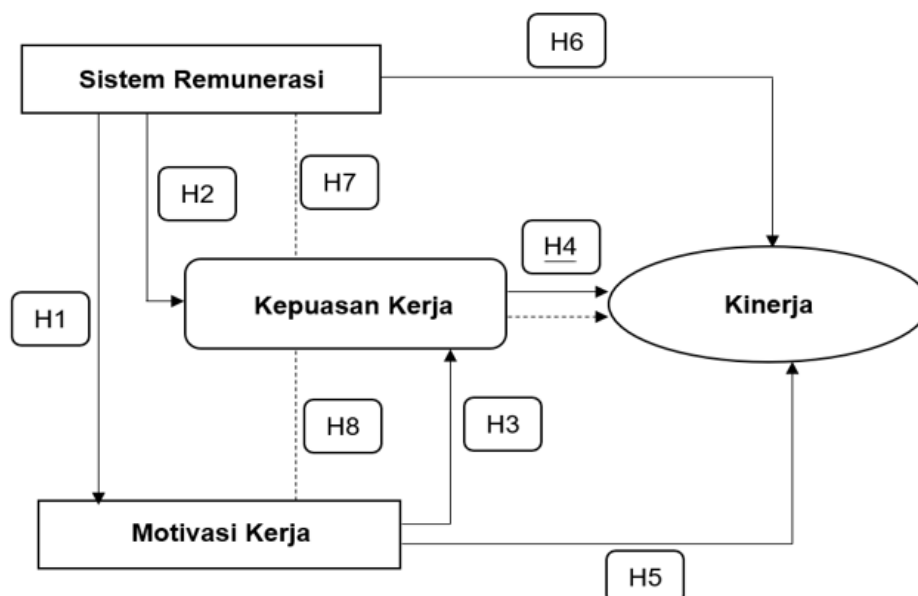 H6
Sistem Remunerasi
H2
H7
H4
Kepuasan Kerja
Kinerja
H1
H8
H3
Motivasi Kerja
H5